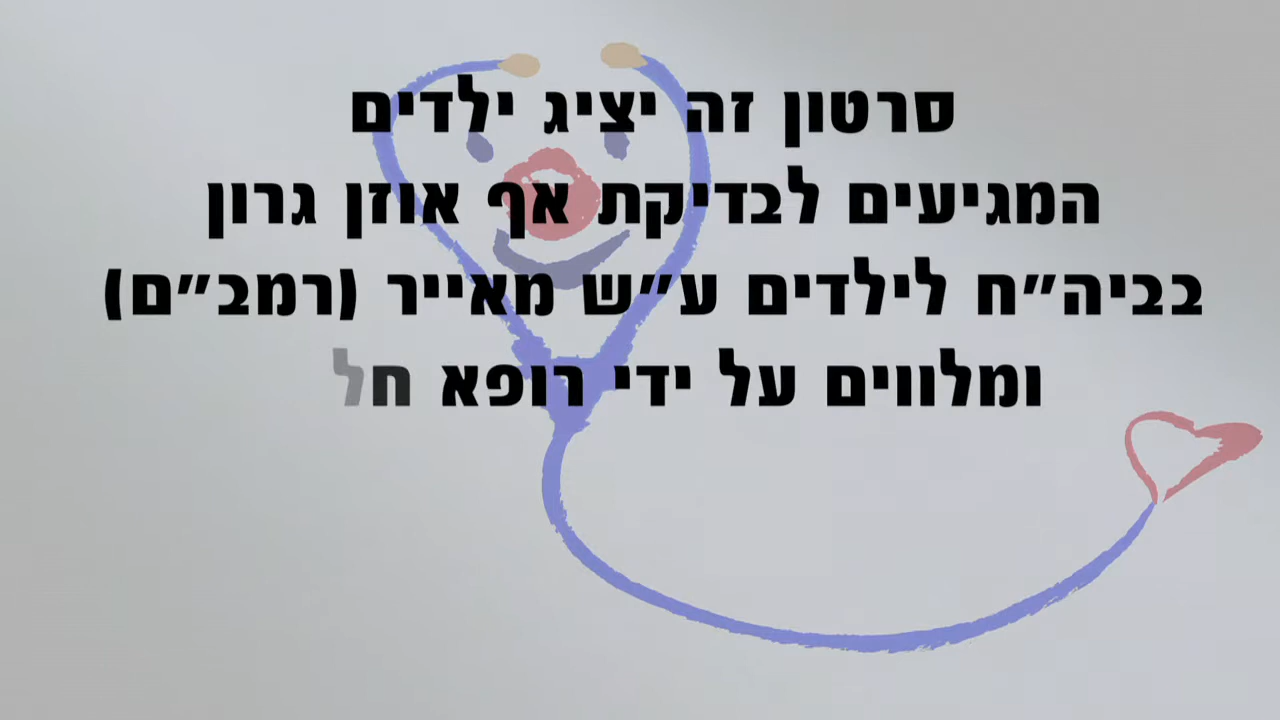 סרטון זה יציג ילדים
המגיעים לבדיקת אף אוזן גרון
בביה״ח לילדים ע״ש מאייר (רמב״ם)
ומלווים על ידי רופא חל